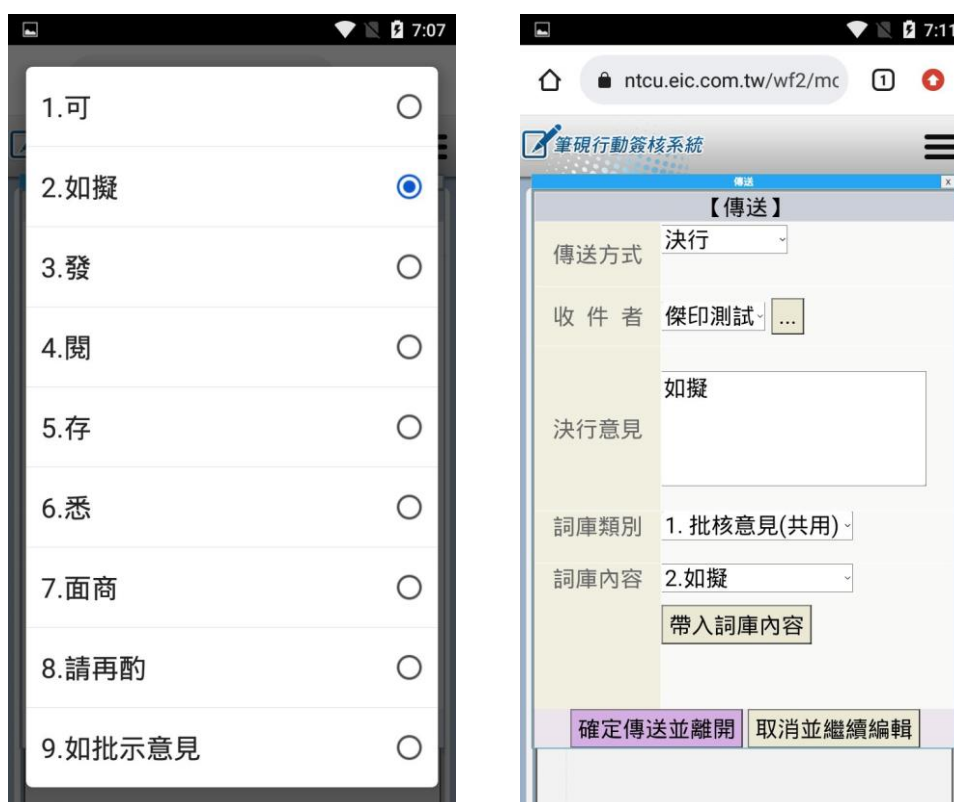 7:07
1.可
2.如擬
3.發
4.閱
5.存
6.悉
7.面商
8.請再酌
9.如批示意見
7:11
ntcu.eic.com.tw/wf2/mc
1
筆硯行動簽核系統
傳送
x
【傳送】
傳送方式
決行
收 件 者
傑印測試
...
決行意見
如擬
詞庫類別
1. 批核意見(共用)
詞庫內容
2.如擬
帶入詞庫內容
確定傳送並離開
取消並繼續編輯